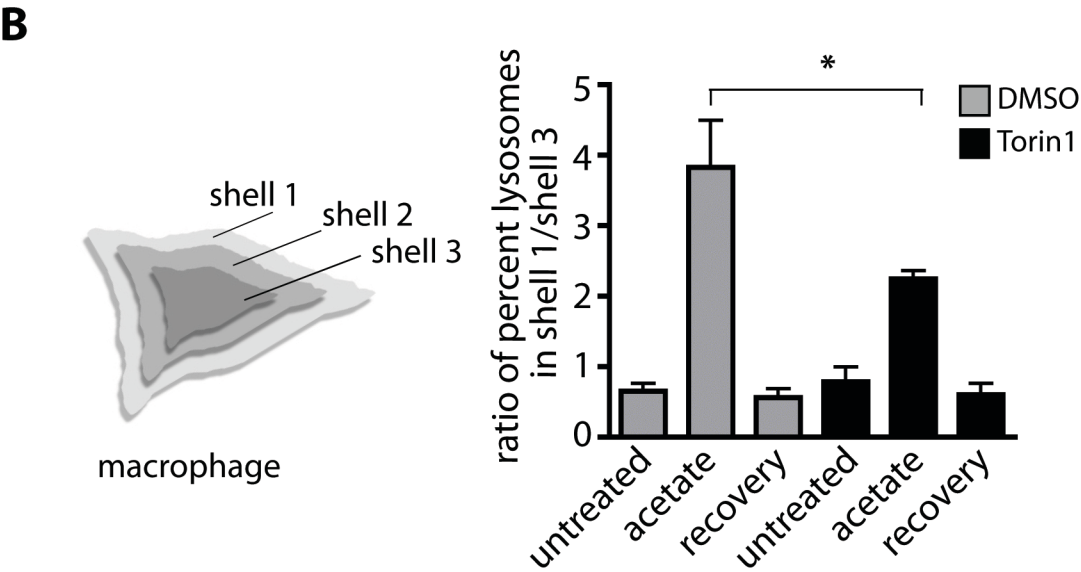 B
shell 1
shell 2
shell 3
macrophage
ratio of percent lysosomes
in shell 1/shell 3
5
4
3
2
1
0
*
DMSO
Torin1
untreated
acetate
recovery
untreated
acetate
recovery